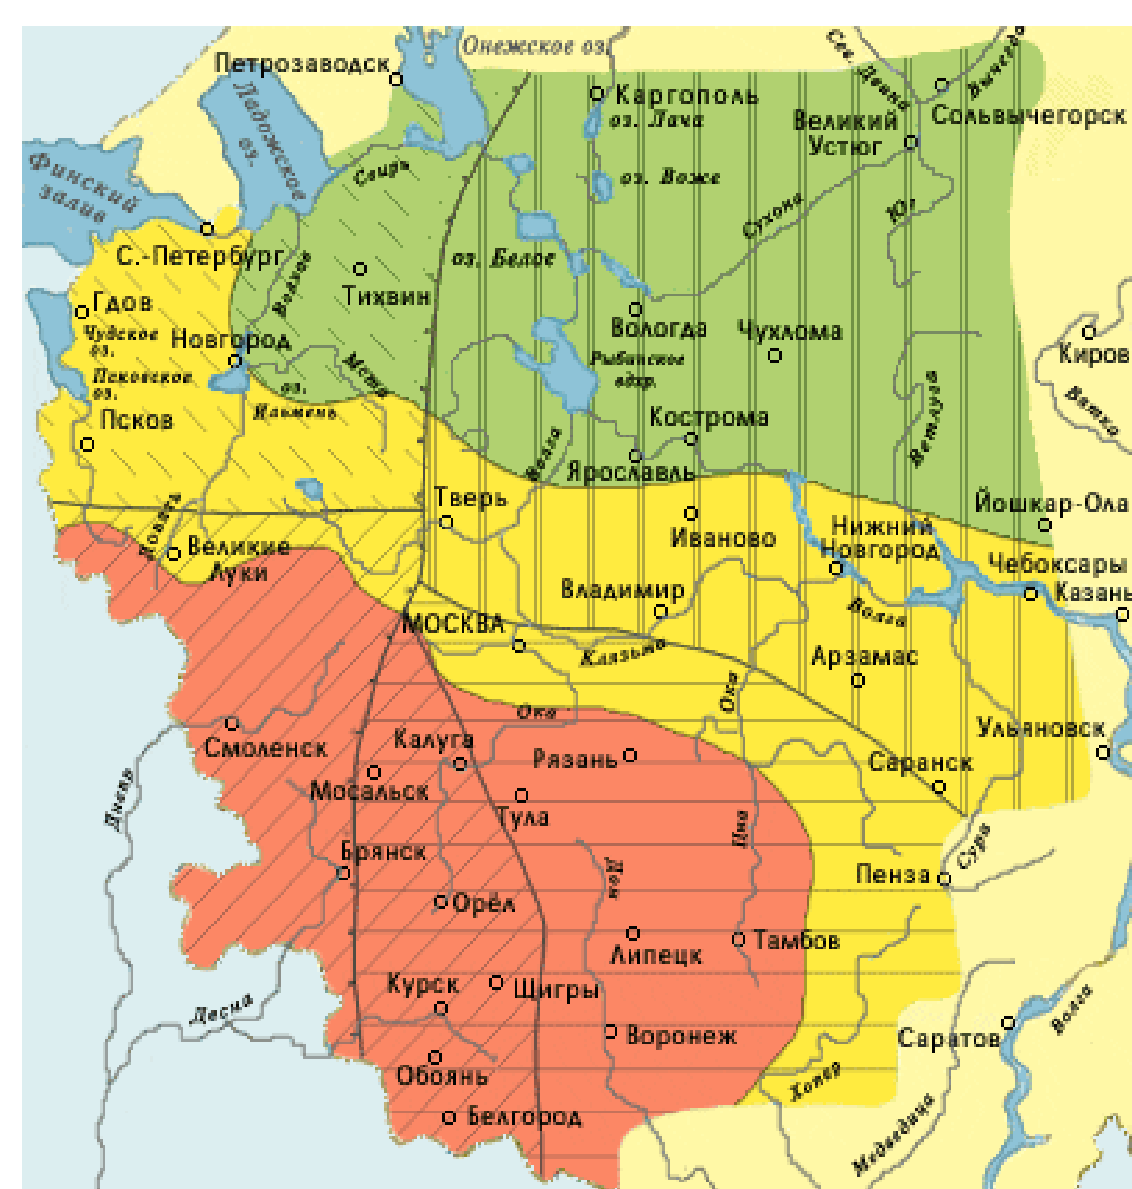 Онежское оз.
Петрозаводск
Сев. Двина
Вычегда
Ладожское
оз.
Каргополь
оз. Лача
Сольвычегорск
Великий
Устюг
Финский
залив
Свирь
оз. Воже
Сухона
Юг
С.-Петербург
оз. Белое
Волхов
Тихвин
Гдов
Чудское
оз.
Новгород
Вологда
Чухлома
Киров
Псковское
оз.
оз.
Ильмень
Мста
Рыбинское
вдхр.
Ветлуга
Вятка
Псков
Кострома
Волга
Ярославль
Тверь
Йошкар-Ола
Ловать
Великие
Луки
Иваново
Нижний
Новгород
Чебоксары
Казань
Владимир
Волга
МОСКВА
Клязьма
Арзамас
Ока
Ока
Смоленск
Калуга
Рязань
Ульяновск
Саранск
Мосальск
Днепр
Тула
Цна
Сура
Брянск
Дон
Пенза
Орёл
Липецк
Тамбов
Курск
Щигры
Десна
Воронеж
Саратов
Волга
Обоянь
Хопер
Белгород
Медведица